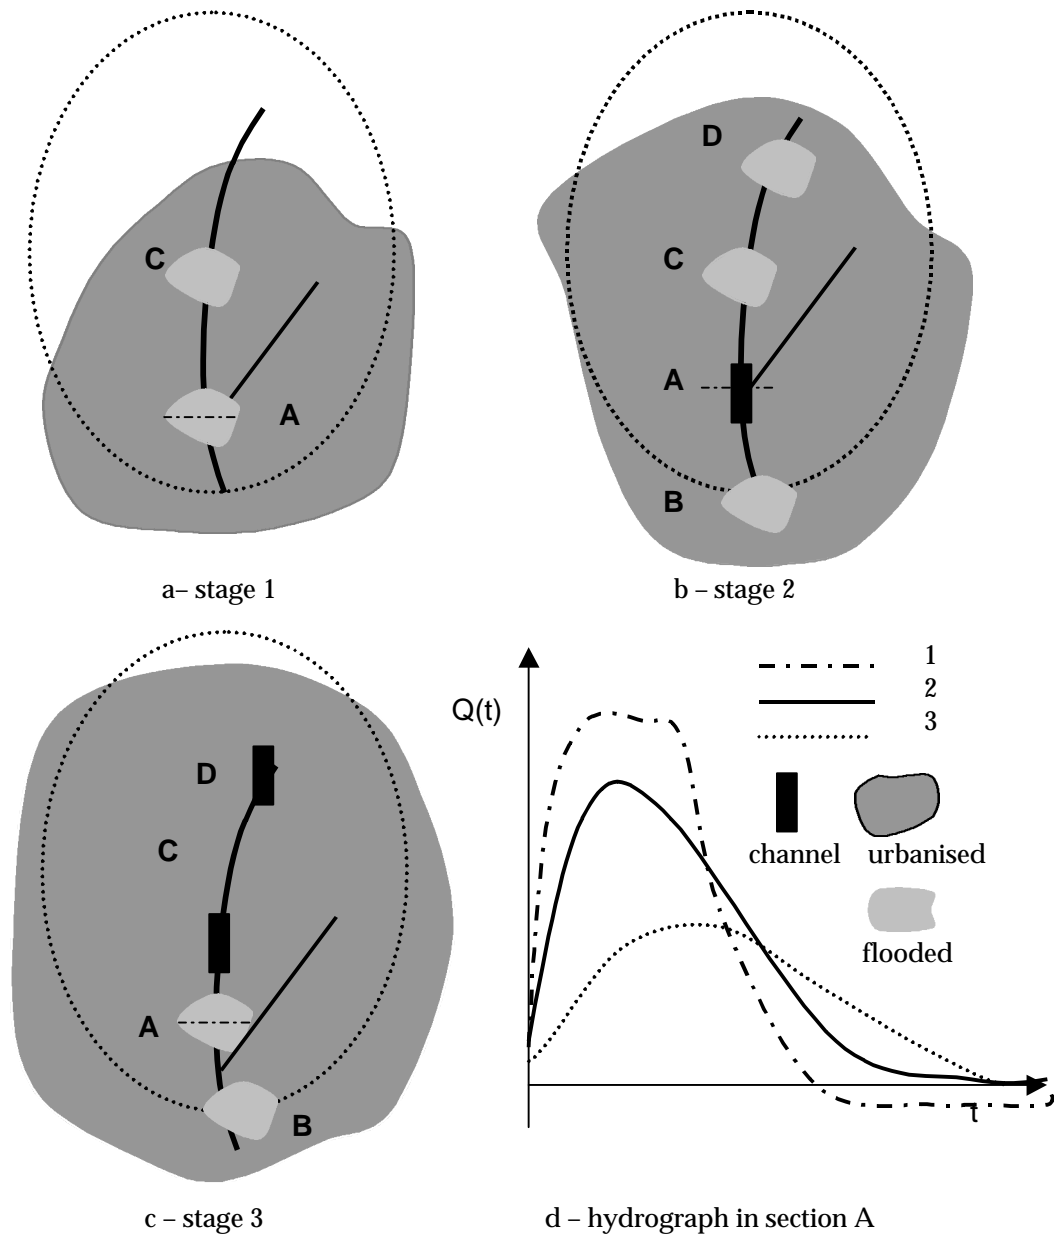 D
C
C
A
A
B
a– stage 1
b – stage 2
D
C
A
B
c – stage 3
Q(t)
1
2
3
channel
urbanised
flooded
t
d – hydrograph in section A